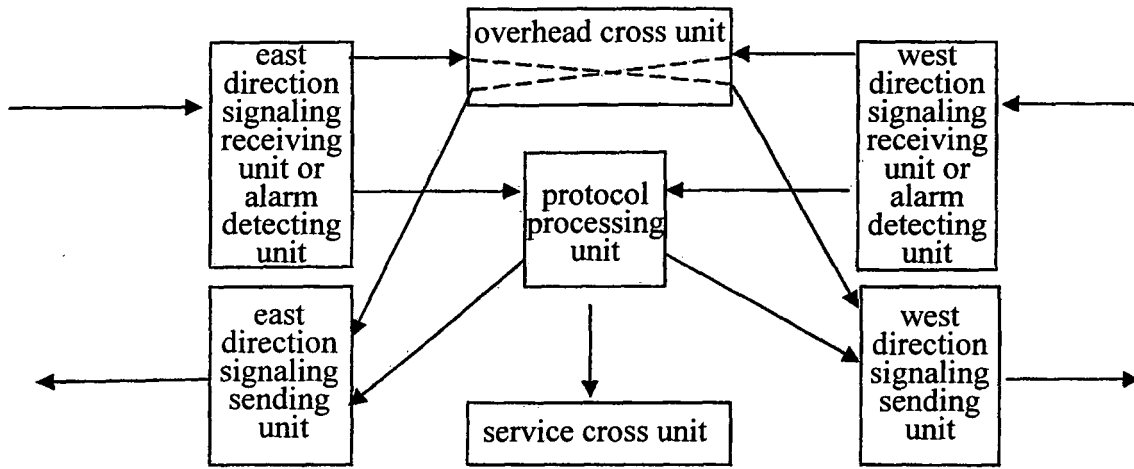 overhead cross unit
east
direction
signaling
receiving
unit or
alarm
detecting
unit
west
direction
signaling
receiving
unit or
alarm
detecting
unit
protocol
processing
unit
east
direction
signaling
sending
unit
west
direction
signaling
sending
unit
service cross unit